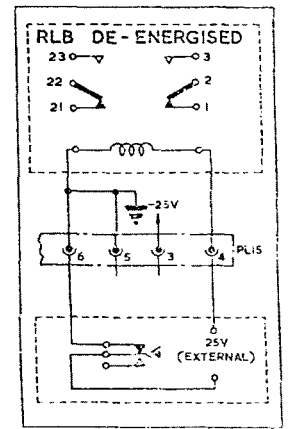 RLB DE-ENERGISED
23 3
22 2
21 1
-25V
6 5 3 4 PL15
25V
(EXTERNAL)